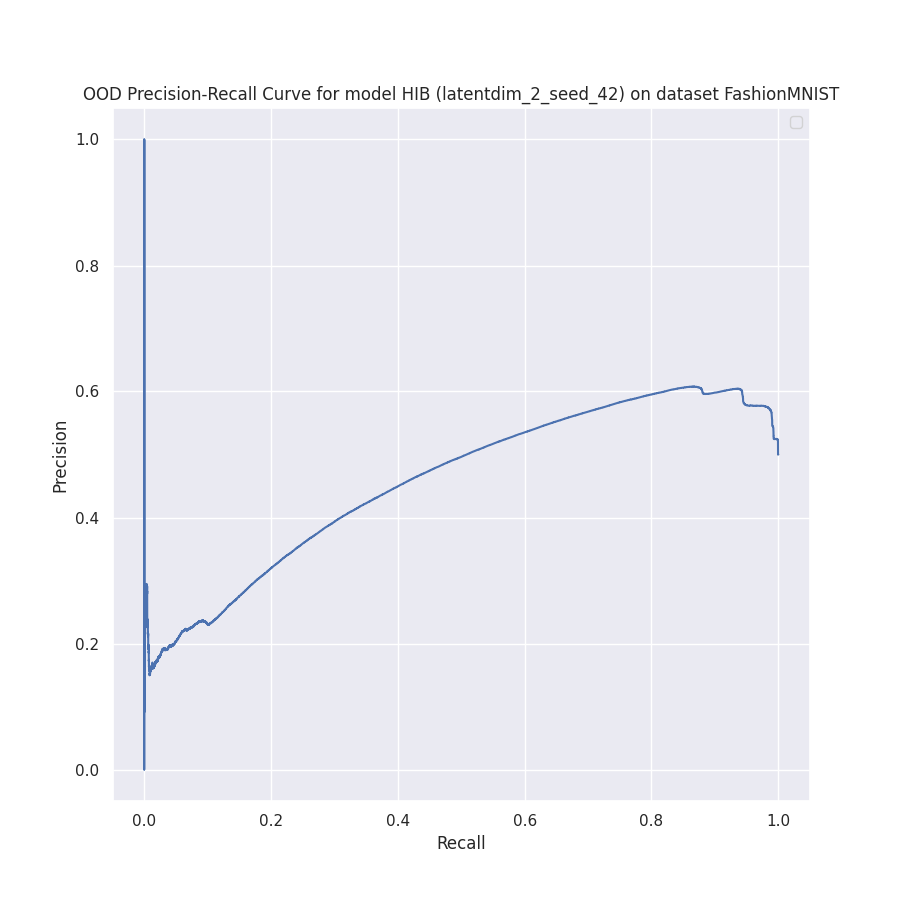 OOD Precision-Recall Curve for model HIB (latentdim_2_seed_42) on dataset FashionMNIST
1.0
0.8
0.6
0.4
0.2
0.0
Precision
0.0 0.2 0.4 0.6 0.8 1.0
Recall